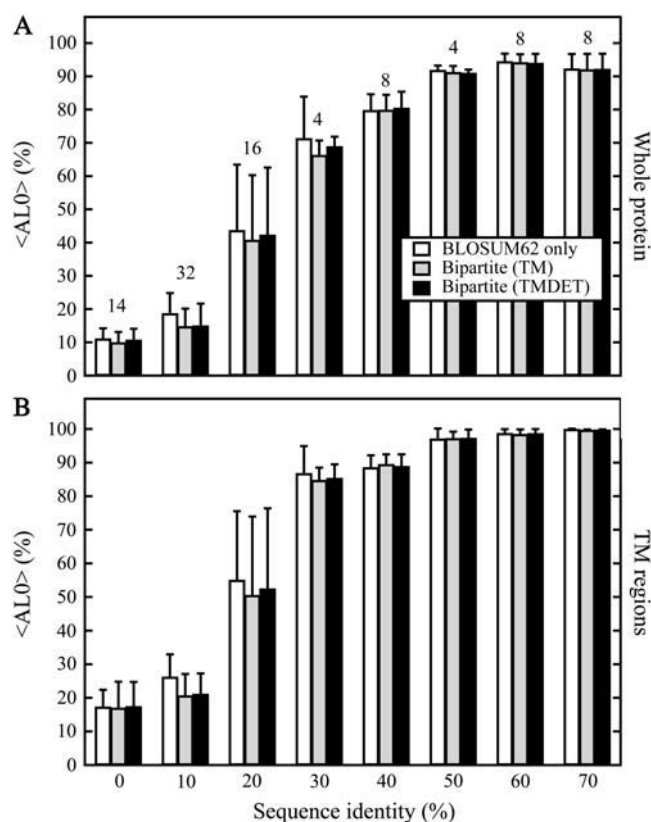 A
100
90
80
70
60
50
40
30
20
10
0
<AL0> (%)
14
32
16
4
8
4
8
8
BLOSUM62 only
Bipartite (TM)
Bipartite (TMDET)
Whole protein
B
100
90
80
70
60
50
40
30
20
10
0
<AL0> (%)
TM regions
0 10 20 30 40 50 60 70
Sequence identity (%)